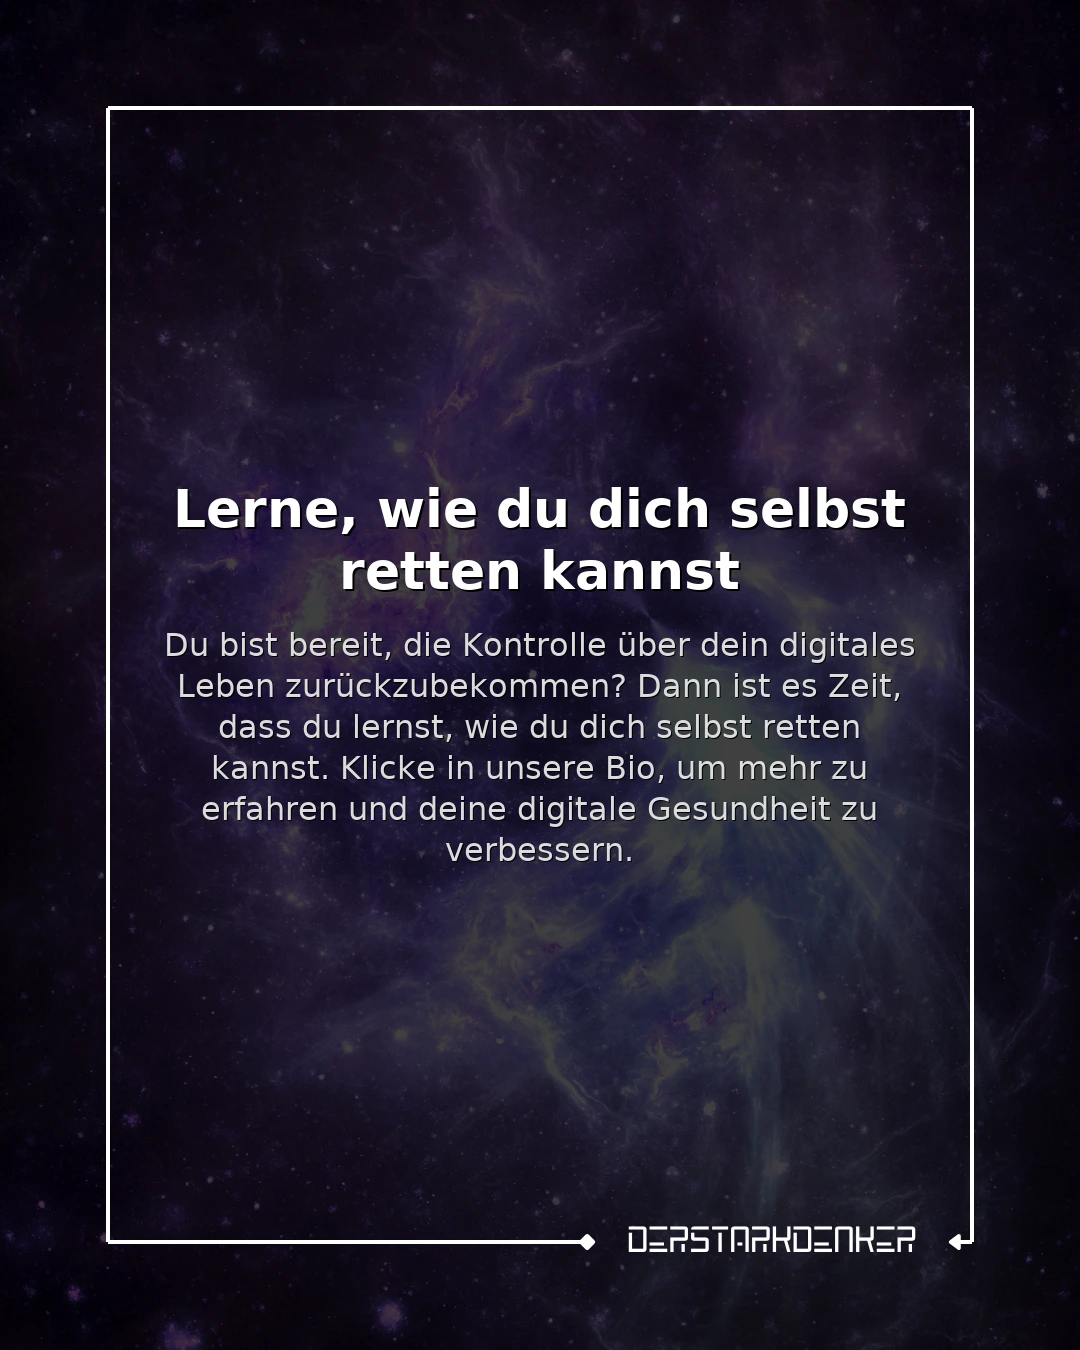 Lerne, wie du dich selbst
retten kannst
Du bist bereit, die Kontrolle über dein digitales
Leben zurückzubekommen? Dann ist es Zeit,
dass du lernst, wie du dich selbst retten
kannst. Klicke in unsere Bio, um mehr zu
erfahren und deine digitale Gesundheit zu
verbessern.
DERSTARKDENKER